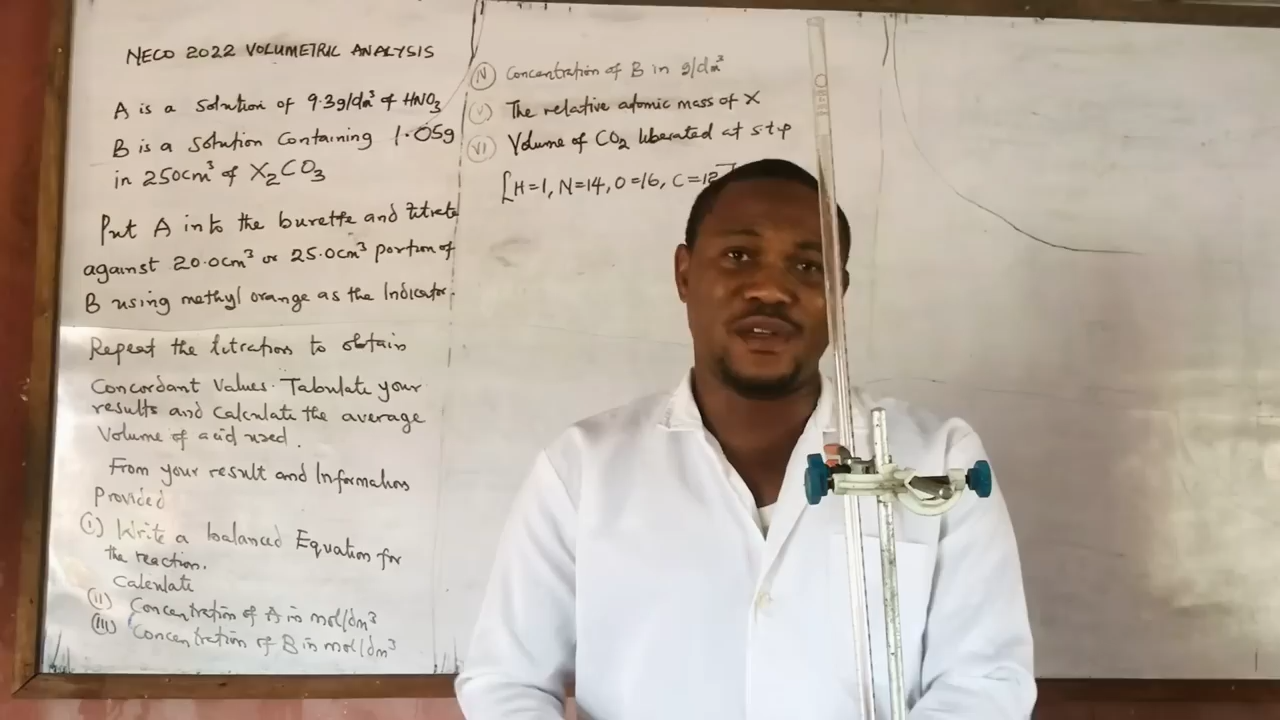 NECO 2022 VOLUMETRIC ANALYSIS
A is a solution of 9.3g/dm³ of HNO₃
B is a solution containing 1.05g
in 250cm³ of X₂CO₃
Put A into the burette and titrate
against 20.0cm³ or 25.0cm³ portion of
B using methyl orange as the Indicator.
Repeat the titrations to obtain
Concordant Values. Tabulate your
results and calculate the average
Volume of acid used.
From your result and Informations
Provided
(I) Write a balanced Equation for
the reaction.
Calculate
(II) Concentration of A in mol/dm³
(III) Concentration of B in mol/dm³
(IV) Concentration of B in g/dm³
(V) The relative atomic mass of X
(VI) Volume of CO₂ liberated at stp
[H=1, N=14, O=16, C=12]